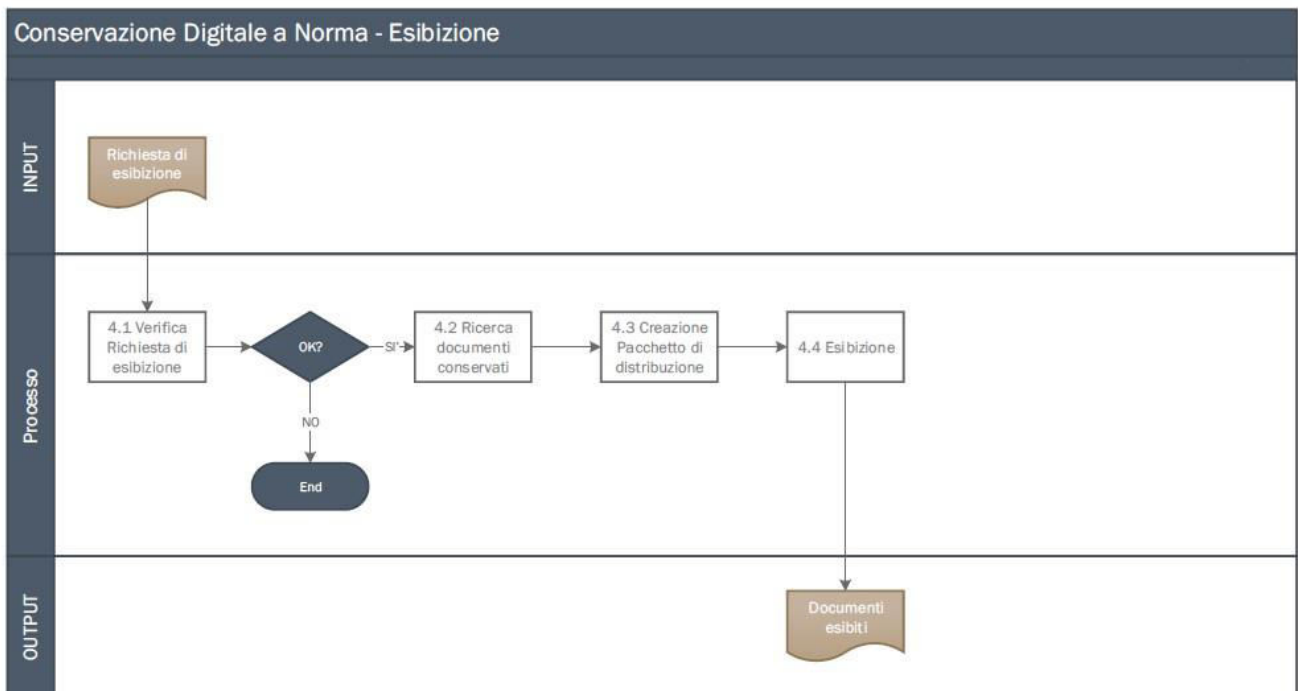 Conservazione Digitale a Norma - Esibizione
INPUT
Richiesta di
esibizione
Processo
4.1 Verifica
Richiesta di
esibizione
OK?
SI'
4.2 Ricerca
documenti
conservati
4.3 Creazione
Pacchetto di
distribuzione
4.4 Esibizione
NO
End
OUTPUT
Documenti
esibiti